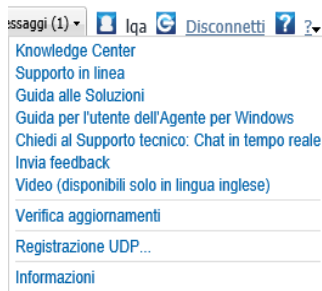 ssaggi (1) lqa Disconnetti ?
Knowledge Center
Supporto in linea
Guida alle Soluzioni
Guida per l'utente dell'Agente per Windows
Chiedi al Supporto tecnico: Chat in tempo reale
Invia feedback
Video (disponibili solo in lingua inglese)
Verifica aggiornamenti
Registrazione UDP...
Informazioni